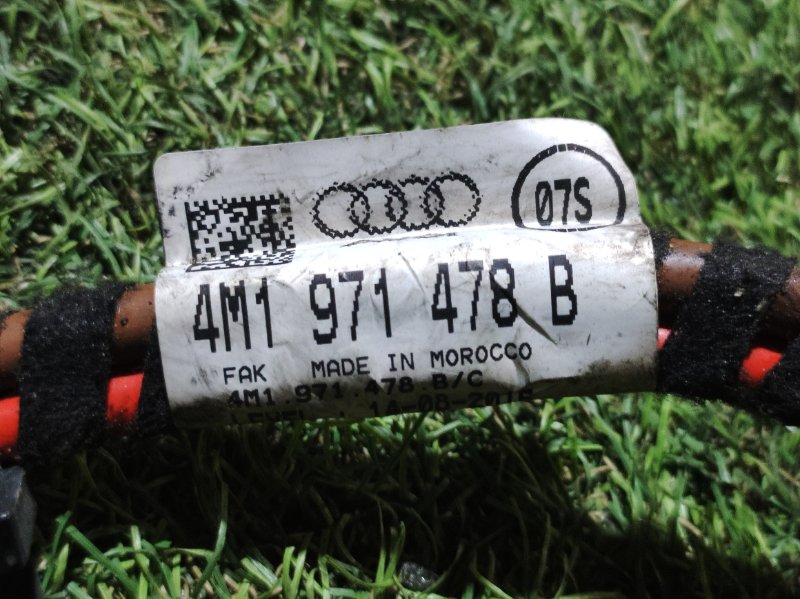 07S
4M1 971 478 B
FAK MADE IN MOROCCO
4M1.971.478 B/C